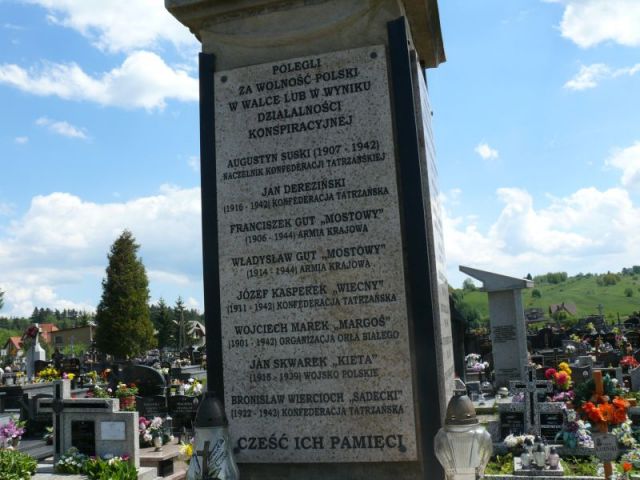 POLEGLI
ZA WOLNOŚĆ POLSKI
W WALCE LUB W WYNIKU
DZIAŁALNOŚCI
KONSPIRACYJNEJ
AUGUSTYN SUSKI (1907 - 1942)
NACZELNIK KONFEDERACJI TATRZAŃSKIEJ
JAN DEREZIŃSKI
(1916 - 1942) KONFEDERACJA TATRZAŃSKA
FRANCISZEK GUT „MOSTOWY"
(1906 - 1944) ARMIA KRAJOWA
WŁADYSŁAW GUT „MOSTOWY"
(1914 - 1944) ARMIA KRAJOWA
JÓZEF KASPEREK „WIECNY"
(1911 - 1942) KONFEDERACJA TATRZAŃSKA
WOJCIECH MAREK „MARGOŚ"
(1901 - 1942) ORGANIZACJA ORŁA BIAŁEGO
JAN SKWAREK „KIETA"
(1916 - 1939) WOJSKO POLSKIE
BRONISŁAW WIERCIOCH „SĄDECKI"
(1922 - 1942) KONFEDERACJA TATRZAŃSKA
CZEŚĆ ICH PAMIĘCI